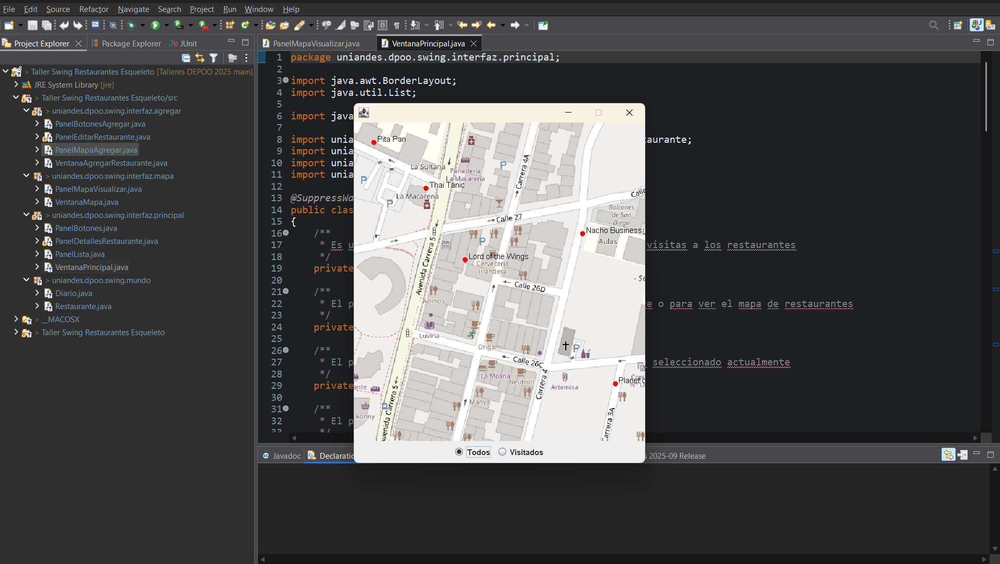 File Edit Source Refactor Navigate Search Project Run Window Help
Project Explorer
Package Explorer
JUnit
> Taller Swing Restaurantes Esqueleto [Talleres DEPOO 2025 main]
JRE System Library [jre]
> Taller Swing Restaurantes Esqueleto/src
> uniandes.dpoo.swing.interfaz.agregar
PanelBotonesAgregar.java
PanelEditarRestaurante.java
PanelMapaAgregar.java
VentanaAgregarRestaurante.java
> uniandes.dpoo.swing.interfaz.mapa
PanelMapaVisualizar.java
VentanaMapa.java
> uniandes.dpoo.swing.interfaz.principal
PanelBotones.java
PanelDetallesRestaurante.java
PanelLista.java
VentanaPrincipal.java
> uniandes.dpoo.swing.mundo
Diario.java
Restaurante.java
> __MACOSX
> Taller Swing Restaurantes Esqueleto
PanelMapaVisualizar.java
VentanaPrincipal.java
1 package uniandes.dpoo.swing.interfaz.principal;
2
3 import java.awt.BorderLayout;
4 import java.util.List;
5
6 import java
7
8 import unia taurante;
9 import unia
10 import unia
11 import unia
12
13 @SuppressWa
14 public clas
15 {
16 /**
17 * Es u visitas a los restaurantes
18 */
19 private
20
21 /**
22 * El p te o para ver el mapa de restaurantes
23 */
24 private
25
26 /**
27 * El p e seleccionado actualmente
28 */
29 private
30
31 /**
32 * El p
33 */
Pita Pan
La Sultana
Panadería
La Macarena
Carrera 4A
Thai Tanic
La Macarena
Calle
Balcones
de San
Diego
Calle 27
Nacho Business
Aulas
Avenida Carrera 5
Lord of the Wings
Cervecería
Irlandesa
- Se
Calle 26D
Azimos
Luvina
Origami
Calle 26C
La Molina
Neutron
Carrera 4
Artemisa
Copi
N° U
Planet o
ante
Manya
Avenida Carrera 5
konny
Carrera 3A
Todos
Visitados
Javadoc
Declaratio
s 2025-09 Release